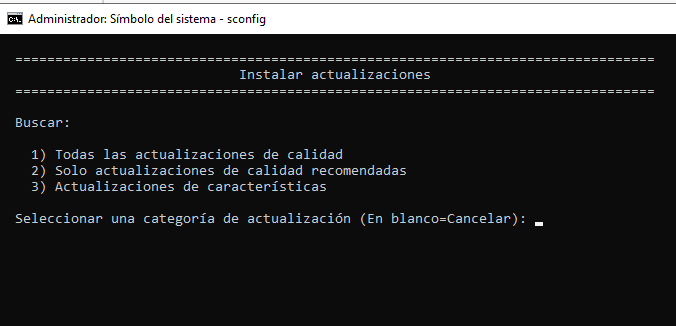 Administrador: Símbolo del sistema - sconfig
================================================================================
Instalar actualizaciones
================================================================================
Buscar:
1) Todas las actualizaciones de calidad
2) Solo actualizaciones de calidad recomendadas
3) Actualizaciones de características
Seleccionar una categoría de actualización (En blanco=Cancelar):